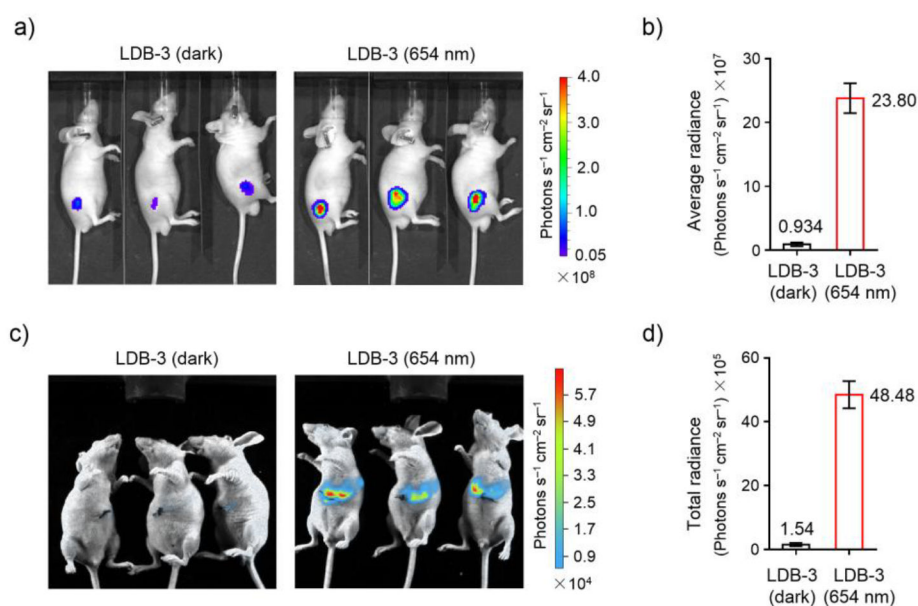 a)
LDB-3 (dark)
LDB-3 (654 nm)
4.0
3.0
2.0
1.0
0.05
× 10⁸
Photons s⁻¹ cm⁻² sr⁻¹
b)
Average radiance
(Photons s⁻¹ cm⁻² sr⁻¹) ×10⁷
30
20
10
0
0.934
23.80
LDB-3
(dark)
LDB-3
(654 nm)
c)
LDB-3 (dark)
LDB-3 (654 nm)
5.7
4.9
4.1
3.3
2.5
1.7
0.9
× 10⁴
Photons s⁻¹ cm⁻² sr⁻¹
d)
Total radiance
(Photons s⁻¹ cm⁻² sr⁻¹) ×10⁵
60
40
20
0
1.54
48.48
LDB-3
(dark)
LDB-3
(654 nm)